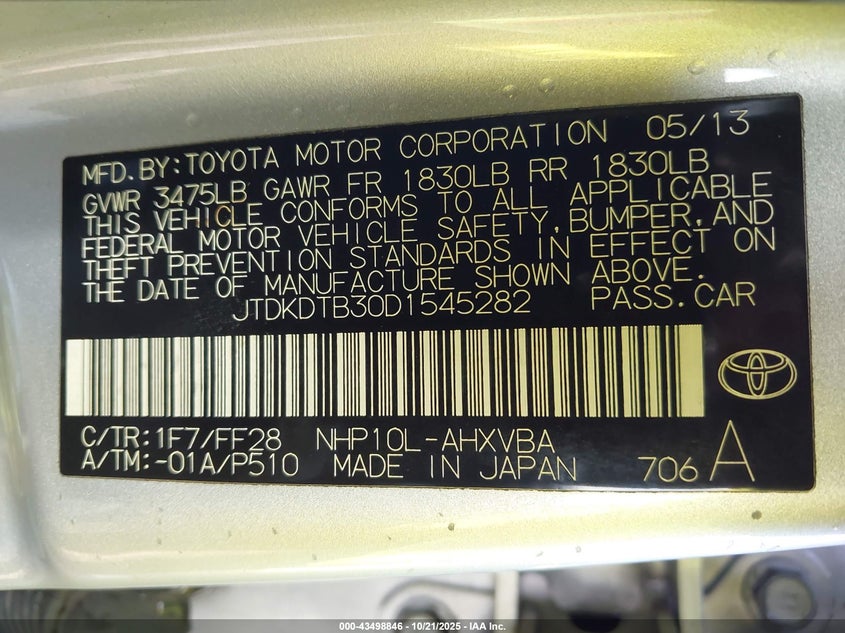 MFD. BY: TOYOTA MOTOR CORPORATION 05/13
GVWR 3475LB GAWR FR 1830LB RR 1830LB
THIS VEHICLE CONFORMS TO ALL APPLICABLE
FEDERAL MOTOR VEHICLE SAFETY, BUMPER, AND
THEFT PREVENTION STANDARDS IN EFFECT ON
THE DATE OF MANUFACTURE SHOWN ABOVE.
JTDKDTB30D1545282 PASS. CAR
C/TR: 1F7/FF28 NHP10L-AHXVBA
A/TM: -01A/P510 MADE IN JAPAN 706 A
000-43498846 - 10/21/2025 - IAA Inc.